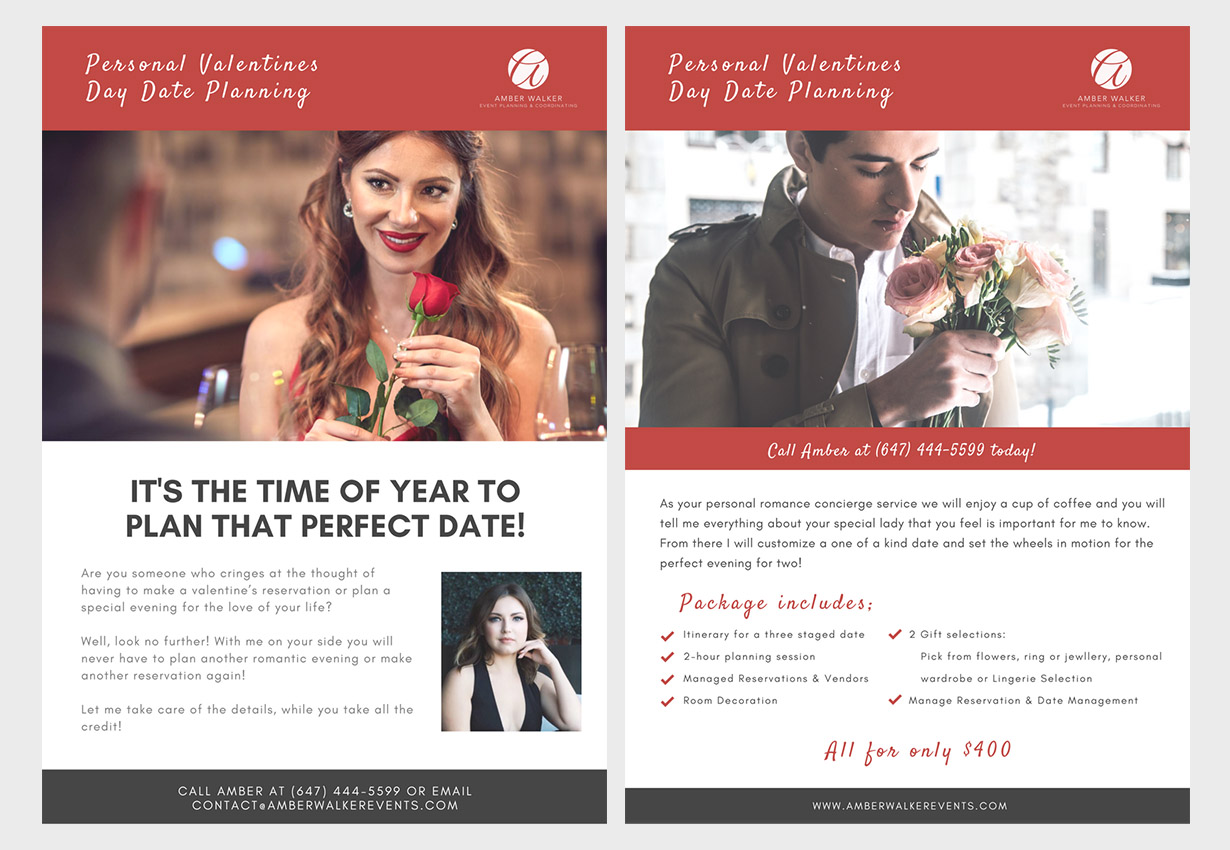 Personal Valentines
Day Date Planning
AMBER WALKER
EVENT PLANNING & COORDINATING
IT'S THE TIME OF YEAR TO
PLAN THAT PERFECT DATE!
Are you someone who cringes at the thought of
having to make a valentine's reservation or plan a
special evening for the love of your life?
Well, look no further! With me on your side you will
never have to plan another romantic evening or make
another reservation again!
Let me take care of the details, while you take all the
credit!
CALL AMBER AT (647) 444-5599 OR EMAIL
CONTACT@AMBERWALKEREVENTS.COM
Personal Valentines
Day Date Planning
AMBER WALKER
EVENT PLANNING & COORDINATING
Call Amber at (647) 444-5599 today!
As your personal romance concierge service we will enjoy a cup of coffee and you will
tell me everything about your special lady that you feel is important for me to know.
From there I will customize a one of a kind date and set the wheels in motion for the
perfect evening for two!
Package includes;
Itinerary for a three staged date
2-hour planning session
Managed Reservations & Vendors
Room Decoration
2 Gift selections:
Pick from flowers, ring or jewllery, personal
wardrobe or Lingerie Selection
Manage Reservation & Date Management
All for only $400
WWW.AMBERWALKEREVENTS.COM